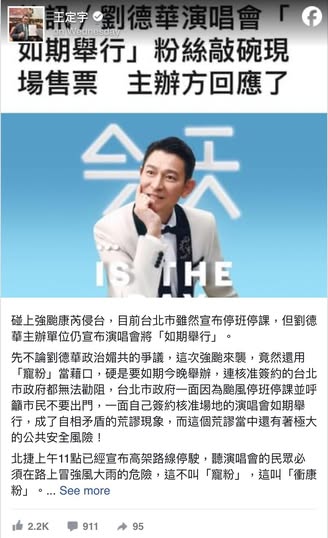 王定宇
on Wednesday
劉德華演唱會「
如期舉行」粉絲敲碗現
場售票　主辦方回應了
今天
...
IS THE
DAY
碰上強颱康芮侵台，目前台北市雖然宣布停班停課，但劉德
華主辦單位仍宣布演唱會將「如期舉行」。
先不論劉德華政治媚共的爭議，這次強颱來襲，竟然還用
「寵粉」當藉口，硬是要如期今晚舉辦，連核准簽約的台北
市政府都無法勸阻，台北市政府一面因為颱風停班停課並呼
籲市民不要出門，一面自己簽約核准場地的演唱會如期舉
行，成了自相矛盾的荒謬現象，而這個荒謬當中還有著極大
的公共安全風險！
北捷上午11點已經宣布高架路線停駛，聽演唱會的民眾必
須在路上冒強風大雨的危險，這不叫「寵粉」，這叫「衝康
粉」。... See more
2.2K
911
95